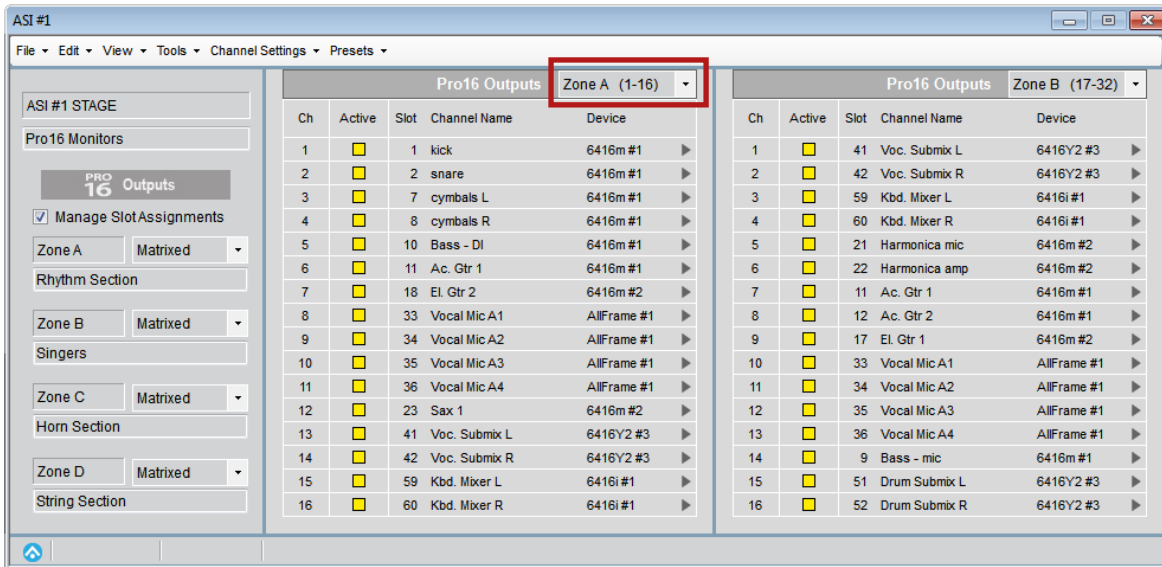 ASI #1
File Edit View Tools Channel Settings Presets
ASI #1 STAGE
Pro16 Monitors
PRO 16 Outputs
Manage Slot Assignments
Zone A Matrixed
Rhythm Section
Zone B Matrixed
Singers
Zone C Matrixed
Horn Section
Zone D Matrixed
String Section
Pro16 Outputs Zone A (1-16)
Ch Active Slot Channel Name Device
1 1 kick 6416m #1
2 2 snare 6416m #1
3 7 cymbals L 6416m #1
4 8 cymbals R 6416m #1
5 10 Bass - DI 6416m #1
6 11 Ac. Gtr 1 6416m #1
7 18 El. Gtr 2 6416m #2
8 33 Vocal Mic A1 AllFrame #1
9 34 Vocal Mic A2 AllFrame #1
10 35 Vocal Mic A3 AllFrame #1
11 36 Vocal Mic A4 AllFrame #1
12 23 Sax 1 6416m #2
13 41 Voc. Submix L 6416Y2 #3
14 42 Voc. Submix R 6416Y2 #3
15 59 Kbd. Mixer L 6416i #1
16 60 Kbd. Mixer R 6416i #1
Pro16 Outputs Zone B (17-32)
Ch Active Slot Channel Name Device
1 41 Voc. Submix L 6416Y2 #3
2 42 Voc. Submix R 6416Y2 #3
3 59 Kbd. Mixer L 6416i #1
4 60 Kbd. Mixer R 6416i #1
5 21 Harmonica mic 6416m #2
6 22 Harmonica amp 6416m #2
7 11 Ac. Gtr 1 6416m #1
8 12 Ac. Gtr 2 6416m #1
9 17 El. Gtr 1 6416m #2
10 33 Vocal Mic A1 AllFrame #1
11 34 Vocal Mic A2 AllFrame #1
12 35 Vocal Mic A3 AllFrame #1
13 36 Vocal Mic A4 AllFrame #1
14 9 Bass - mic 6416m #1
15 51 Drum Submix L 6416Y2 #3
16 52 Drum Submix R 6416Y2 #3